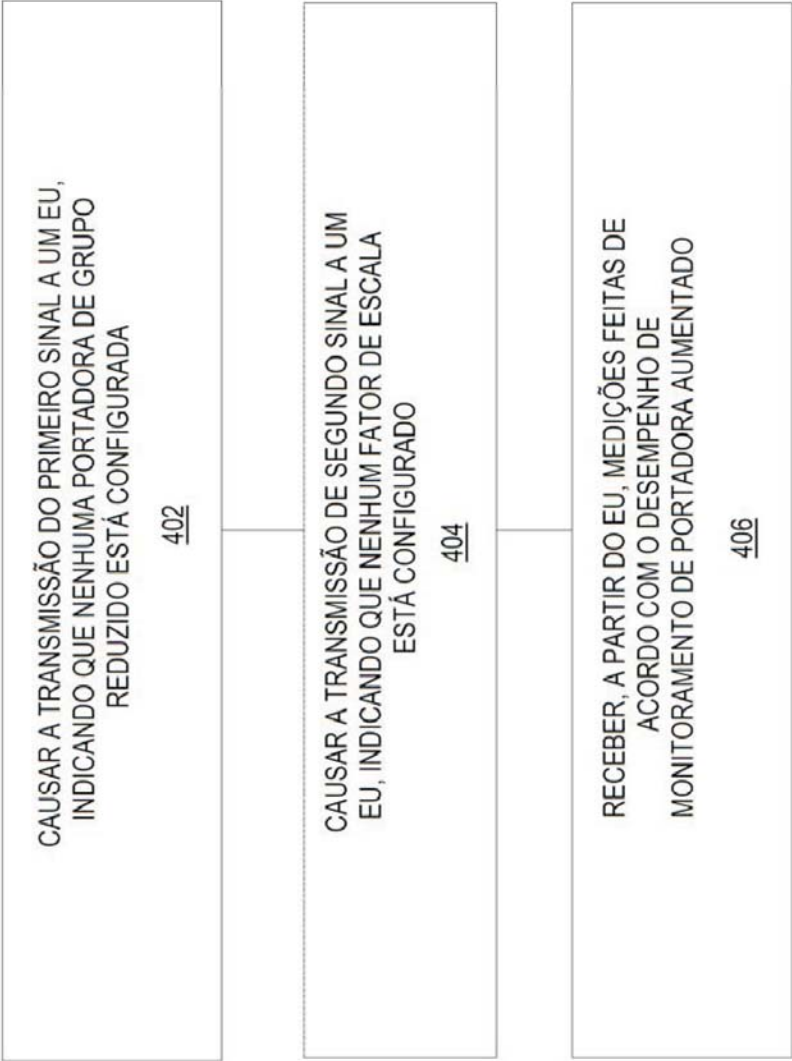 CAUSAR A TRANSMISSÃO DO PRIMEIRO SINAL A UM EU,
INDICANDO QUE NENHUMA PORTADORA DE GRUPO
REDUZIDO ESTÁ CONFIGURADA
402
CAUSAR A TRANSMISSÃO DE SEGUNDO SINAL A UM
EU, INDICANDO QUE NENHUM FATOR DE ESCALA
ESTÁ CONFIGURADO
404
RECEBER, A PARTIR DO EU, MEDIÇÕES FEITAS DE
ACORDO COM O DESEMPENHO DE
MONITORAMENTO DE PORTADORA AUMENTADO
406